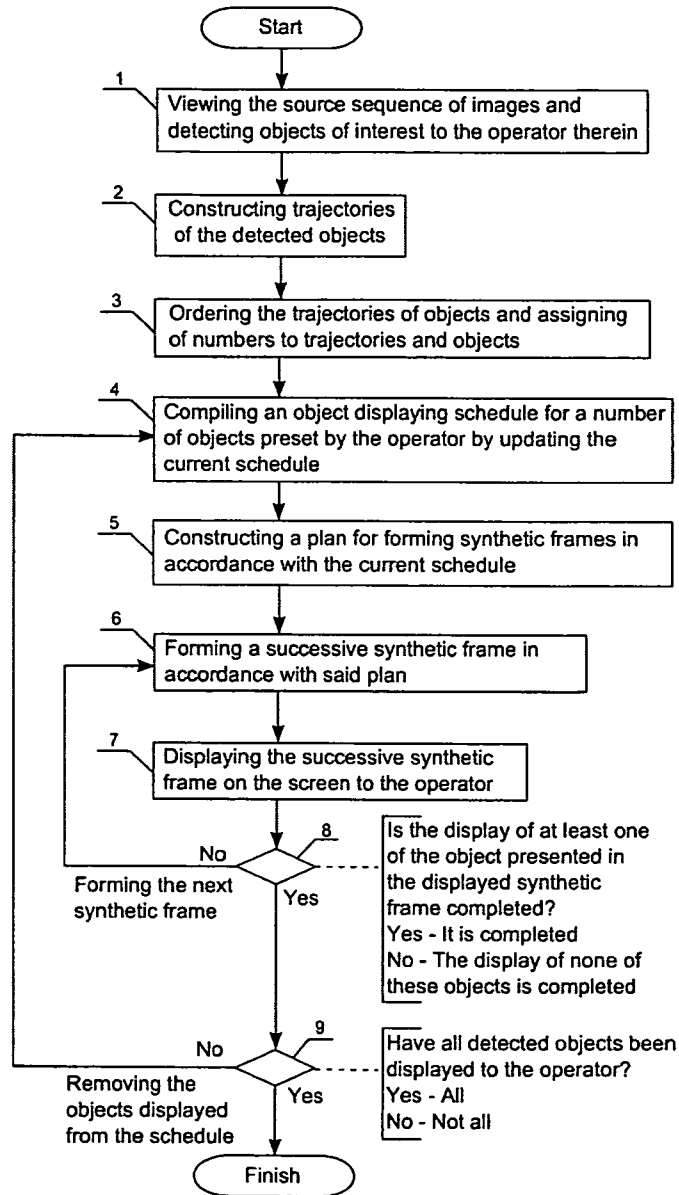 Start
1
Viewing the source sequence of images and
detecting objects of interest to the operator therein
2
Constructing trajectories
of the detected objects
3
Ordering the trajectories of objects and assigning
of numbers to trajectories and objects
4
Compiling an object displaying schedule for a number
of objects preset by the operator by updating the
current schedule
5
Constructing a plan for forming synthetic frames in
accordance with the current schedule
6
Forming a successive synthetic frame in
accordance with said plan
7
Displaying the successive synthetic
frame on the screen to the operator
8
No
Yes
Forming the next
synthetic frame
Is the display of at least one
of the object presented in
the displayed synthetic
frame completed?
Yes - It is completed
No - The display of none of
these objects is completed
9
No
Yes
Removing the
objects displayed
from the schedule
Have all detected objects been
displayed to the operator?
Yes - All
No - Not all
Finish